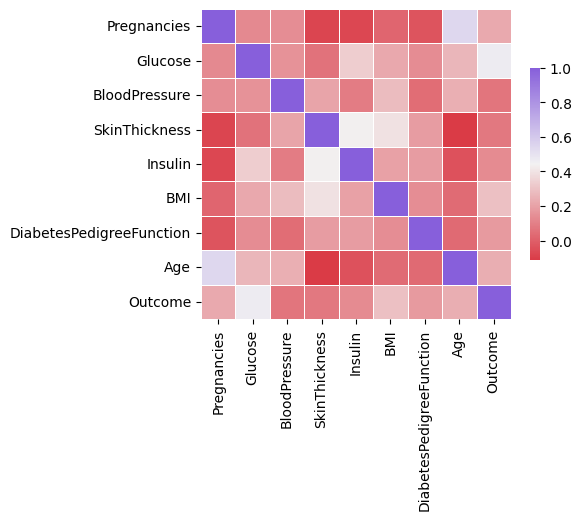 Pregnancies
Glucose
BloodPressure
SkinThickness
Insulin
BMI
DiabetesPedigreeFunction
Age
Outcome
Pregnancies
Glucose
BloodPressure
SkinThickness
Insulin
BMI
DiabetesPedigreeFunction
Age
Outcome
1.0
0.8
0.6
0.4
0.2
0.0